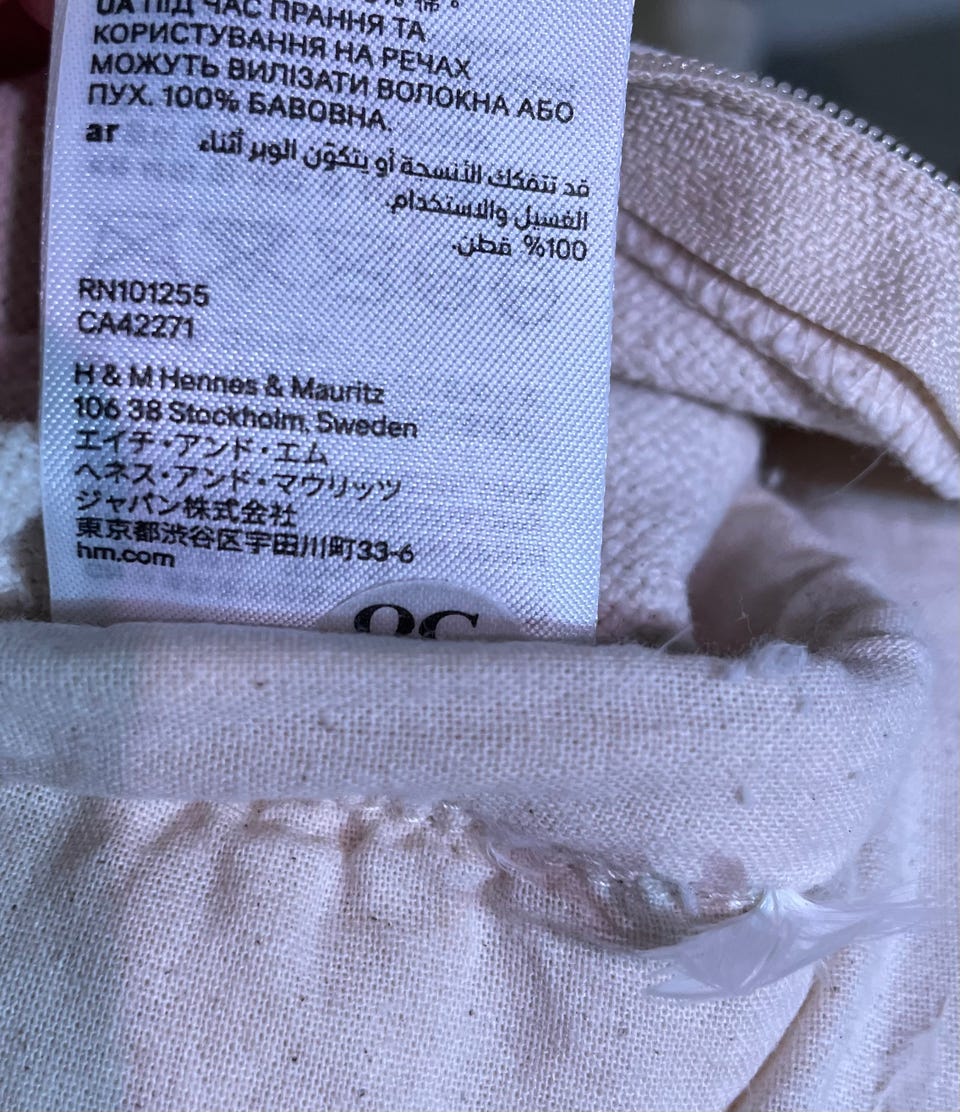 UA ПІД ЧАС ПРАННЯ ТА
КОРИСТУВАННЯ НА РЕЧАХ
МОЖУТЬ ВИЛІЗАТИ ВОЛОКНА АБО
ПУХ. 100% БАВОВНА.
ar
قد تتفكك الأنسجة أو يتكوّن الوبر أثناء
الغسيل والاستخدام.
100% قطن.
RN101255
CA42271
H & M Hennes & Mauritz
106 38 Stockholm, Sweden
エイチ・アンド・エム
ヘネス・アンド・マウリッツ
ジャパン株式会社
東京都渋谷区宇田川町33-6
hm.com